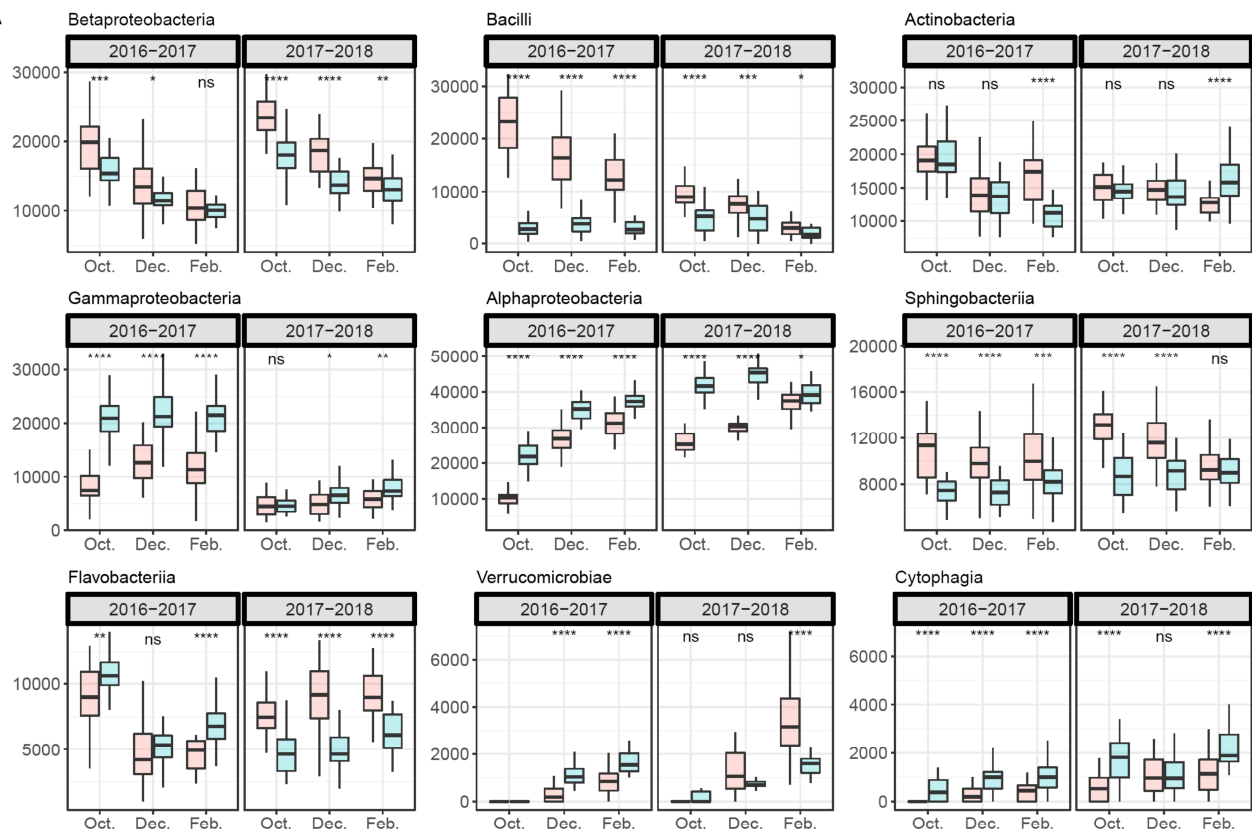 Betaproteobacteria Bacilli Actinobacteria
2016−2017 2017−2018 2016−2017 2017−2018 2016−2017 2017−2018
30000 *** * ns **** **** ** **** **** **** **** *** * ns ns **** ns ns ****
20000
10000
30000
20000
10000
0
30000
25000
20000
15000
10000
Oct. Dec. Feb. Oct. Dec. Feb. Oct. Dec. Feb. Oct. Dec. Feb. Oct. Dec. Feb. Oct. Dec. Feb.
Gammaproteobacteria Alphaproteobacteria Sphingobacteriia
2016−2017 2017−2018 2016−2017 2017−2018 2016−2017 2017−2018
**** **** **** ns * ** **** **** **** **** **** * **** **** *** **** **** ns
30000
20000
10000
0
50000
40000
30000
20000
10000
20000
16000
12000
8000
Oct. Dec. Feb. Oct. Dec. Feb. Oct. Dec. Feb. Oct. Dec. Feb. Oct. Dec. Feb. Oct. Dec. Feb.
Flavobacteriia Verrucomicrobiae Cytophagia
2016−2017 2017−2018 2016−2017 2017−2018 2016−2017 2017−2018
** ns **** **** **** **** **** **** ns ns **** **** **** **** **** ns ****
10000
5000
6000
4000
2000
0
6000
4000
2000
0
Oct. Dec. Feb. Oct. Dec. Feb. Oct. Dec. Feb. Oct. Dec. Feb. Oct. Dec. Feb. Oct. Dec. Feb.